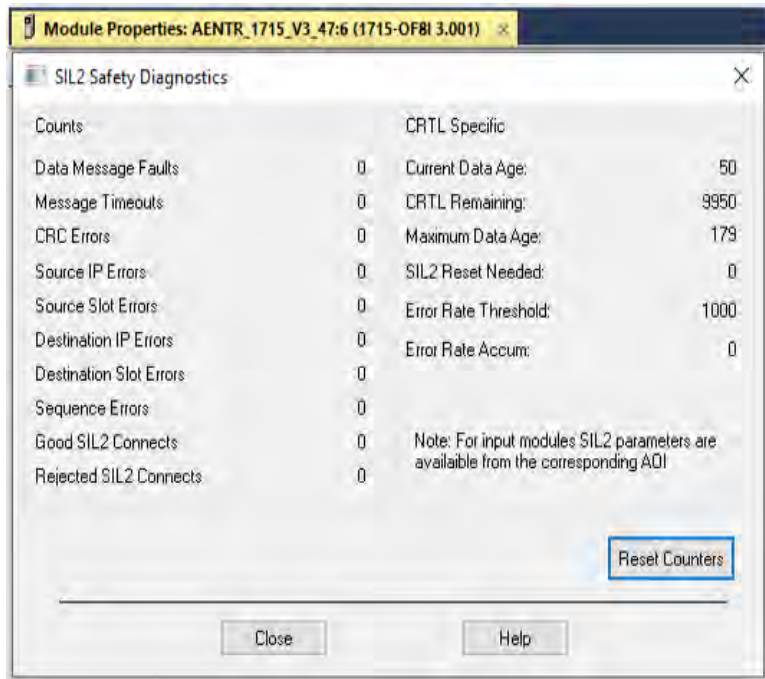 Module Properties: AENTR_1715_V3_47:6 (1715-OF8I 3.001) ×
SIL2 Safety Diagnostics
Counts
Data Message Faults 0
Message Timeouts 0
CRC Errors 0
Source IP Errors 0
Source Slot Errors 0
Destination IP Errors 0
Destination Slot Errors 0
Sequence Errors 0
Good SIL2 Connects 0
Rejected SIL2 Connects 0
CRTL Specific
Current Data Age: 50
CRTL Remaining: 9950
Maximum Data Age: 179
SIL2 Reset Needed: 0
Error Rate Threshold: 1000
Error Rate Accum: 0
Note: For input modules SIL2 parameters are
available from the corresponding AOI
Reset Counters
Close
Help